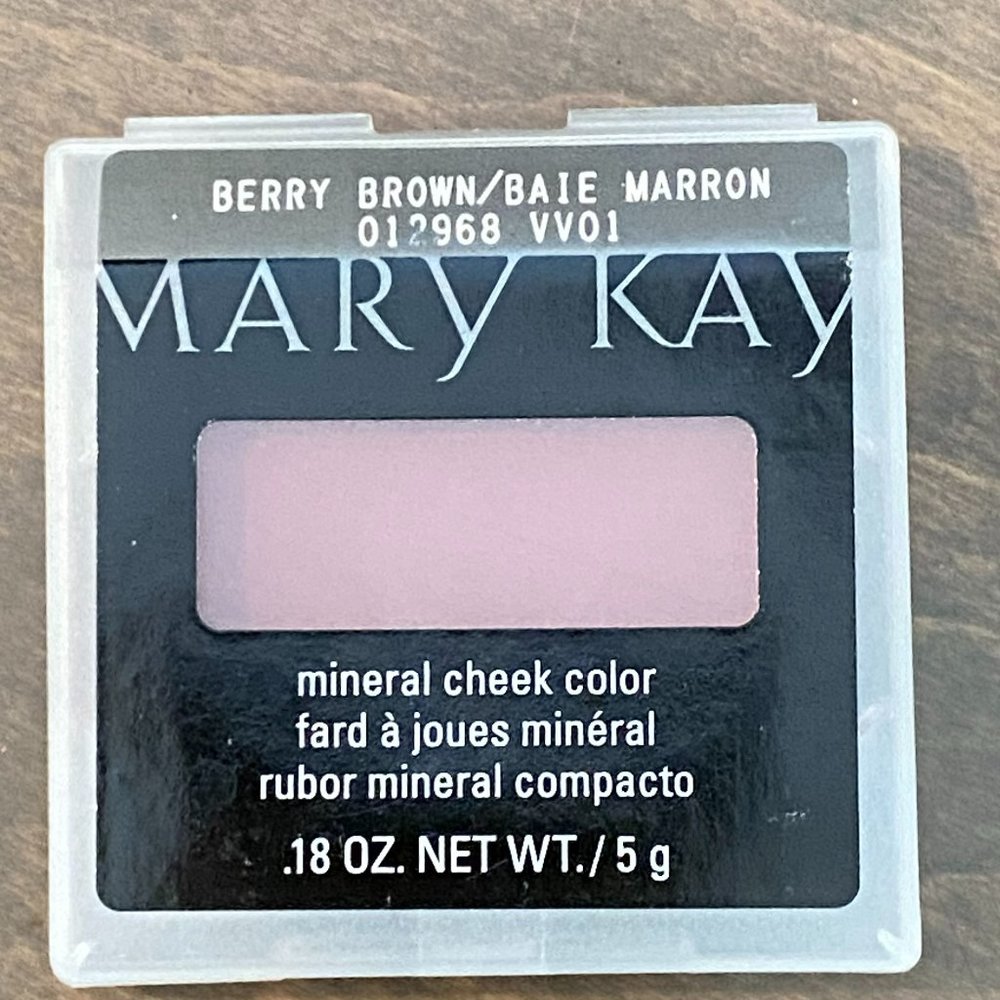 BERRY BROWN/BAIE MARRON
012968 VV01
MARY KAY
mineral cheek color
fard à joues minéral
rubor mineral compacto
.18 OZ. NET WT./ 5 g